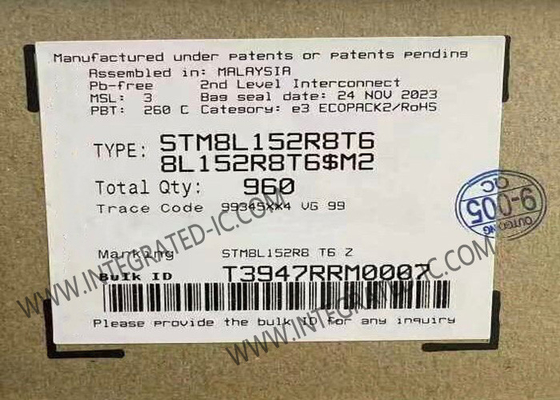 Manufactured under patents or patents pending
Assembled in: MALAYSIA
Pb-free 2nd Level Interconnect
MSL: 3 Bag seal date: 24 NOV 2023
PBT: 260 C Category: e3 ECOPACK2/RoHS
TYPE: STM8L152R8T6
8L152R8T6$M2
Total Qty: 960
Trace Code 99345XX4 VG 99
Marking STM8L152R8 T6 Z
Bulk ID T3947RRM0007
Please provide the bulk ID for any inquiry
QC
9-005
OUTGOING
WWW.INTEGRATED-IC.COM
WWW.INTEGRATED-IC.COM